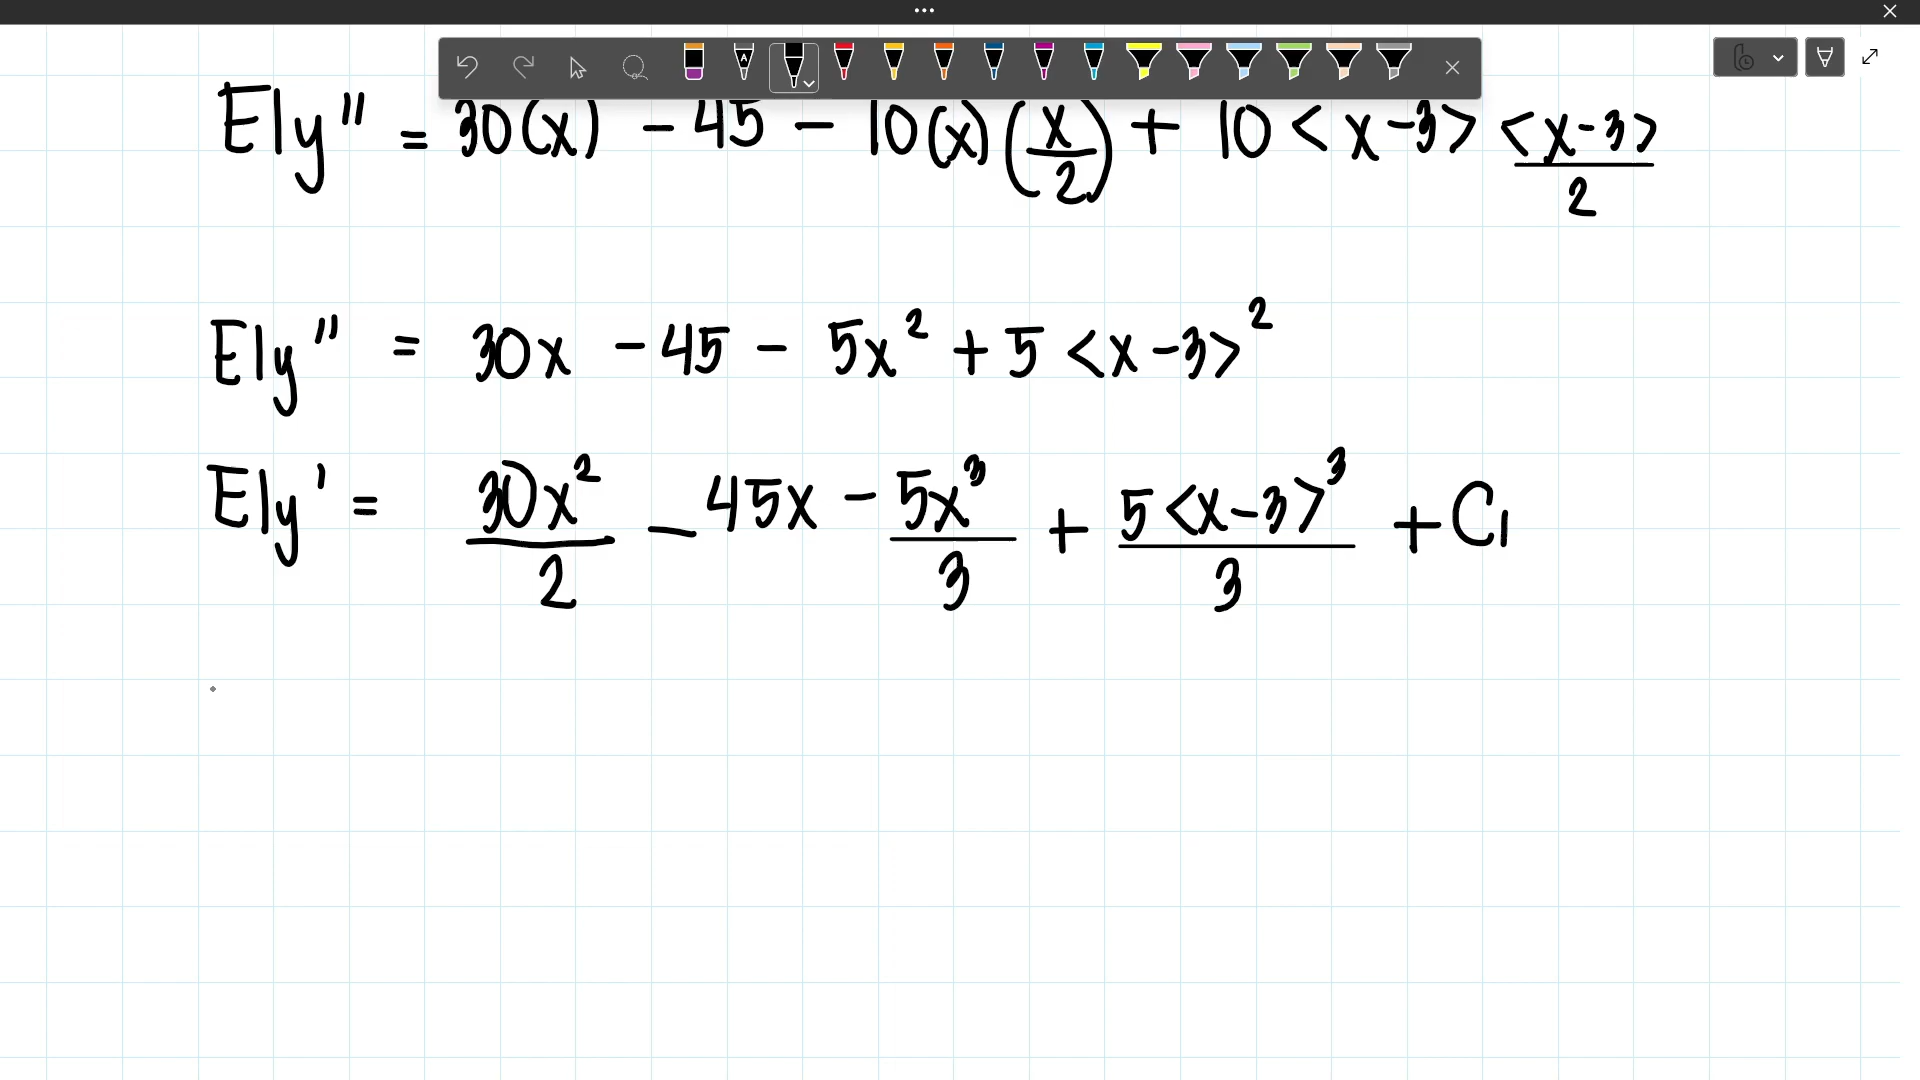 EIy'' = 30(x) - 45 - 10(x)(x/2) + 10<x-3> <x-3>/2
EIy'' = 30x - 45 - 5x² + 5<x-3>²
EIy' = 30x²/2 - 45x - 5x³/3 + 5<x-3>³/3 + C₁